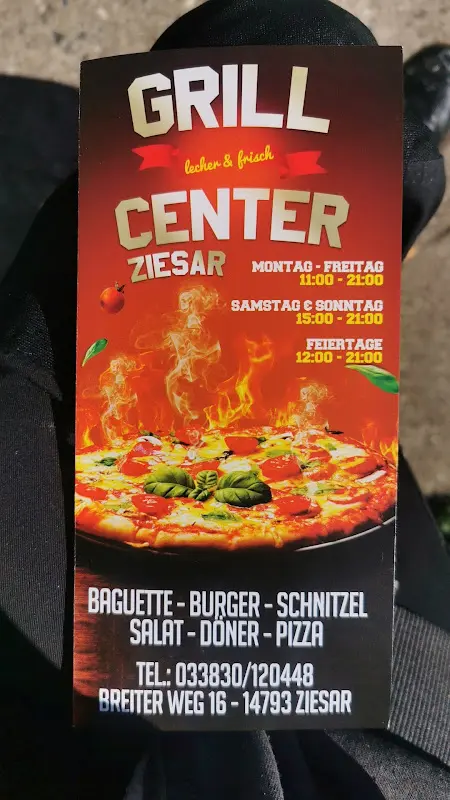 GRILL
lecher & frisch
CENTER
ZIESAR
MONTAG - FREITAG
11:00 - 21:00
SAMSTAG & SONNTAG
15:00 - 21:00
FEIERTAGE
12:00 - 21:00
BAGUETTE - BURGER - SCHNITZEL
SALAT - DÖNER - PIZZA
TEL.: 033830/120448
BREITER WEG 16 - 14793 ZIESAR